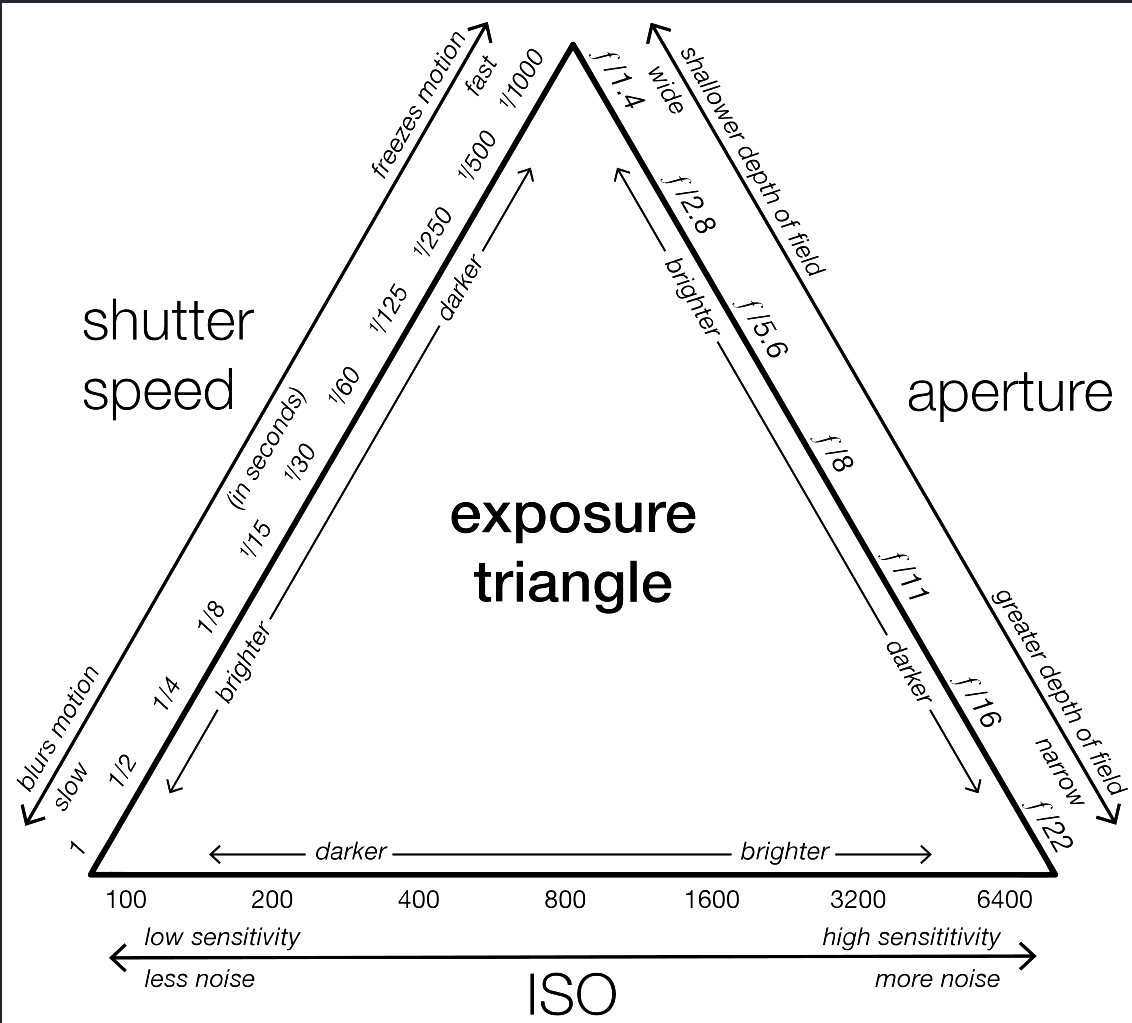 freezes motion
fast
1/1000
1/500
1/250
1/125
1/60
(in seconds)
1/30
1/15
1/8
1/4
1/2
1
blurs motion
slow
shutter
speed
darker
brighter
f/1.4
wide
shallower depth of field
f/2.8
f/5.6
f/8
f/11
f/16
f/22
greater depth of field
narrow
aperture
brighter
darker
exposure
triangle
darker brighter
100 200 400 800 1600 3200 6400
low sensitivity high sensititivity
less noise more noise
ISO